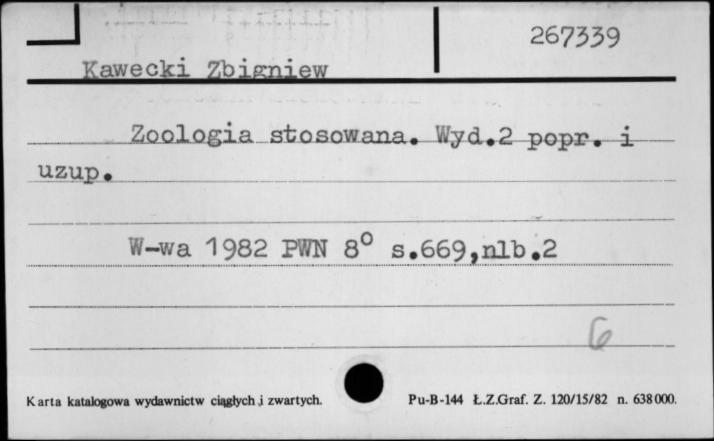 267339
Kawecki Zbigniew
Zoologia stosowana. Wyd.2 popr. i
uzup.
W-wa 1982 PWN 8° s.669,nlb.2
6
Karta katalogowa wydawnictw ciągłych i zwartych.
Pu-B-144 Ł.Z.Graf. Z. 120/15/82 n. 638000.